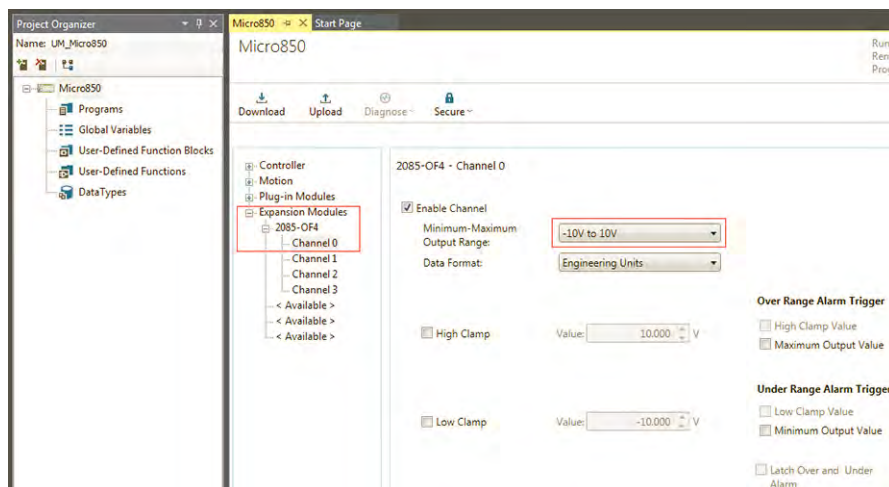 Project Organizer
Name: UM_Micro850
Micro850
Programs
Global Variables
User-Defined Function Blocks
User-Defined Functions
DataTypes
Micro850
Start Page
Micro850
Run
Rem
Download
Upload
Diagnose
Secure
Controller
Motion
Plug-in Modules
Expansion Modules
2085-OF4
Channel 0
Channel 1
Channel 2
Channel 3
< Available >
< Available >
< Available >
2085-OF4 - Channel 0
Enable Channel
Minimum-Maximum
Output Range:
-10V to 10V
Data Format:
Engineering Units
High Clamp
Value:
10.000
V
Low Clamp
Value:
-10.000
V
Over Range Alarm Trigger
High Clamp Value
Maximum Output Value
Under Range Alarm Trigger
Low Clamp Value
Minimum Output Value
Latch Over and Under
Alarm